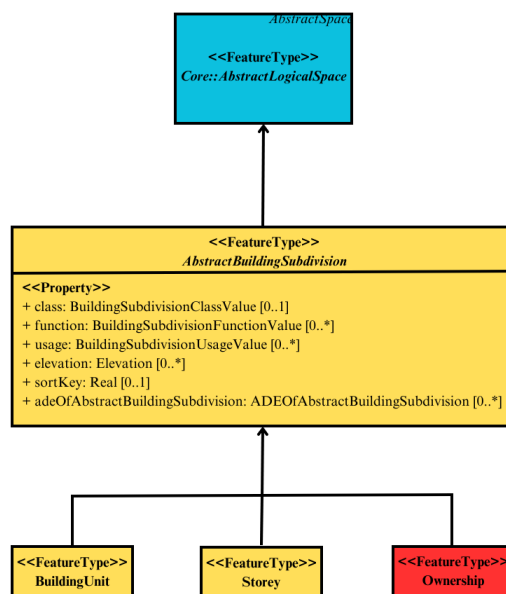 AbstractSpace
<<FeatureType>>
Core::AbstractLogicalSpace
<<FeatureType>>
AbstractBuildingSubdivision
<<Property>>
+ class: BuildingSubdivisionClassValue [0..1]
+ function: BuildingSubdivisionFunctionValue [0..*]
+ usage: BuildingSubdivisionUsageValue [0..*]
+ elevation: Elevation [0..*]
+ sortKey: Real [0..1]
+ adeOfAbstractBuildingSubdivision: ADEOfAbstractBuildingSubdivision [0..*]
<<FeatureType>>
BuildingUnit
<<FeatureType>>
Storey
<<FeatureType>>
Ownership